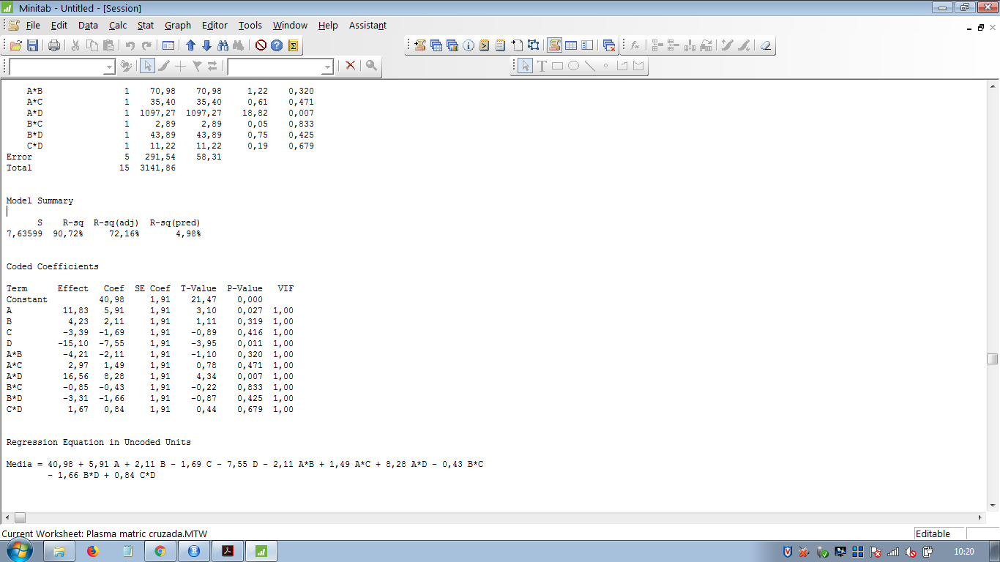 Minitab - Untitled - [Session]
File Edit Data Calc Stat Graph Editor Tools Window Help Assistant
A*B 1 70,98 70,98 1,22 0,320
A*C 1 35,40 35,40 0,61 0,471
A*D 1 1097,27 1097,27 18,82 0,007
B*C 1 2,89 2,89 0,05 0,833
B*D 1 43,89 43,89 0,75 0,425
C*D 1 11,22 11,22 0,19 0,679
Error 5 291,54 58,31
Total 15 3141,86
Model Summary
S R-sq R-sq(adj) R-sq(pred)
7,63599 90,72% 72,16% 4,98%
Coded Coefficients
Term Effect Coef SE Coef T-Value P-Value VIF
Constant 40,98 1,91 21,47 0,000
A 11,83 5,91 1,91 3,10 0,027 1,00
B 4,23 2,11 1,91 1,11 0,319 1,00
C -3,39 -1,69 1,91 -0,89 0,416 1,00
D -15,10 -7,55 1,91 -3,95 0,011 1,00
A*B -4,21 -2,11 1,91 -1,10 0,320 1,00
A*C 2,97 1,49 1,91 0,78 0,471 1,00
A*D 16,56 8,28 1,91 4,34 0,007 1,00
B*C -0,85 -0,43 1,91 -0,22 0,833 1,00
B*D -3,31 -1,66 1,91 -0,87 0,425 1,00
C*D 1,67 0,84 1,91 0,44 0,679 1,00
Regression Equation in Uncoded Units
Media = 40,98 + 5,91 A + 2,11 B - 1,69 C - 7,55 D - 2,11 A*B + 1,49 A*C + 8,28 A*D - 0,43 B*C
- 1,66 B*D + 0,84 C*D
Current Worksheet: Plasma matric cruzada.MTW
Editable
10:20